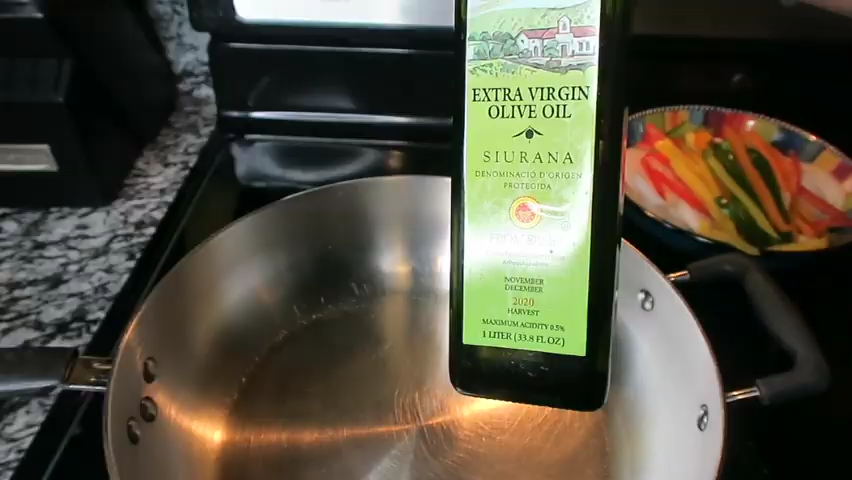 EXTRA VIRGIN
OLIVE OIL
SIURANA
DENOMINACIÓ D'ORIGEN
PROTEGIDA
NOVEMBER
DECEMBER
2020
HARVEST
MAXIMUM ACIDITY 0.5%
1 LITER (33.8 FL OZ)